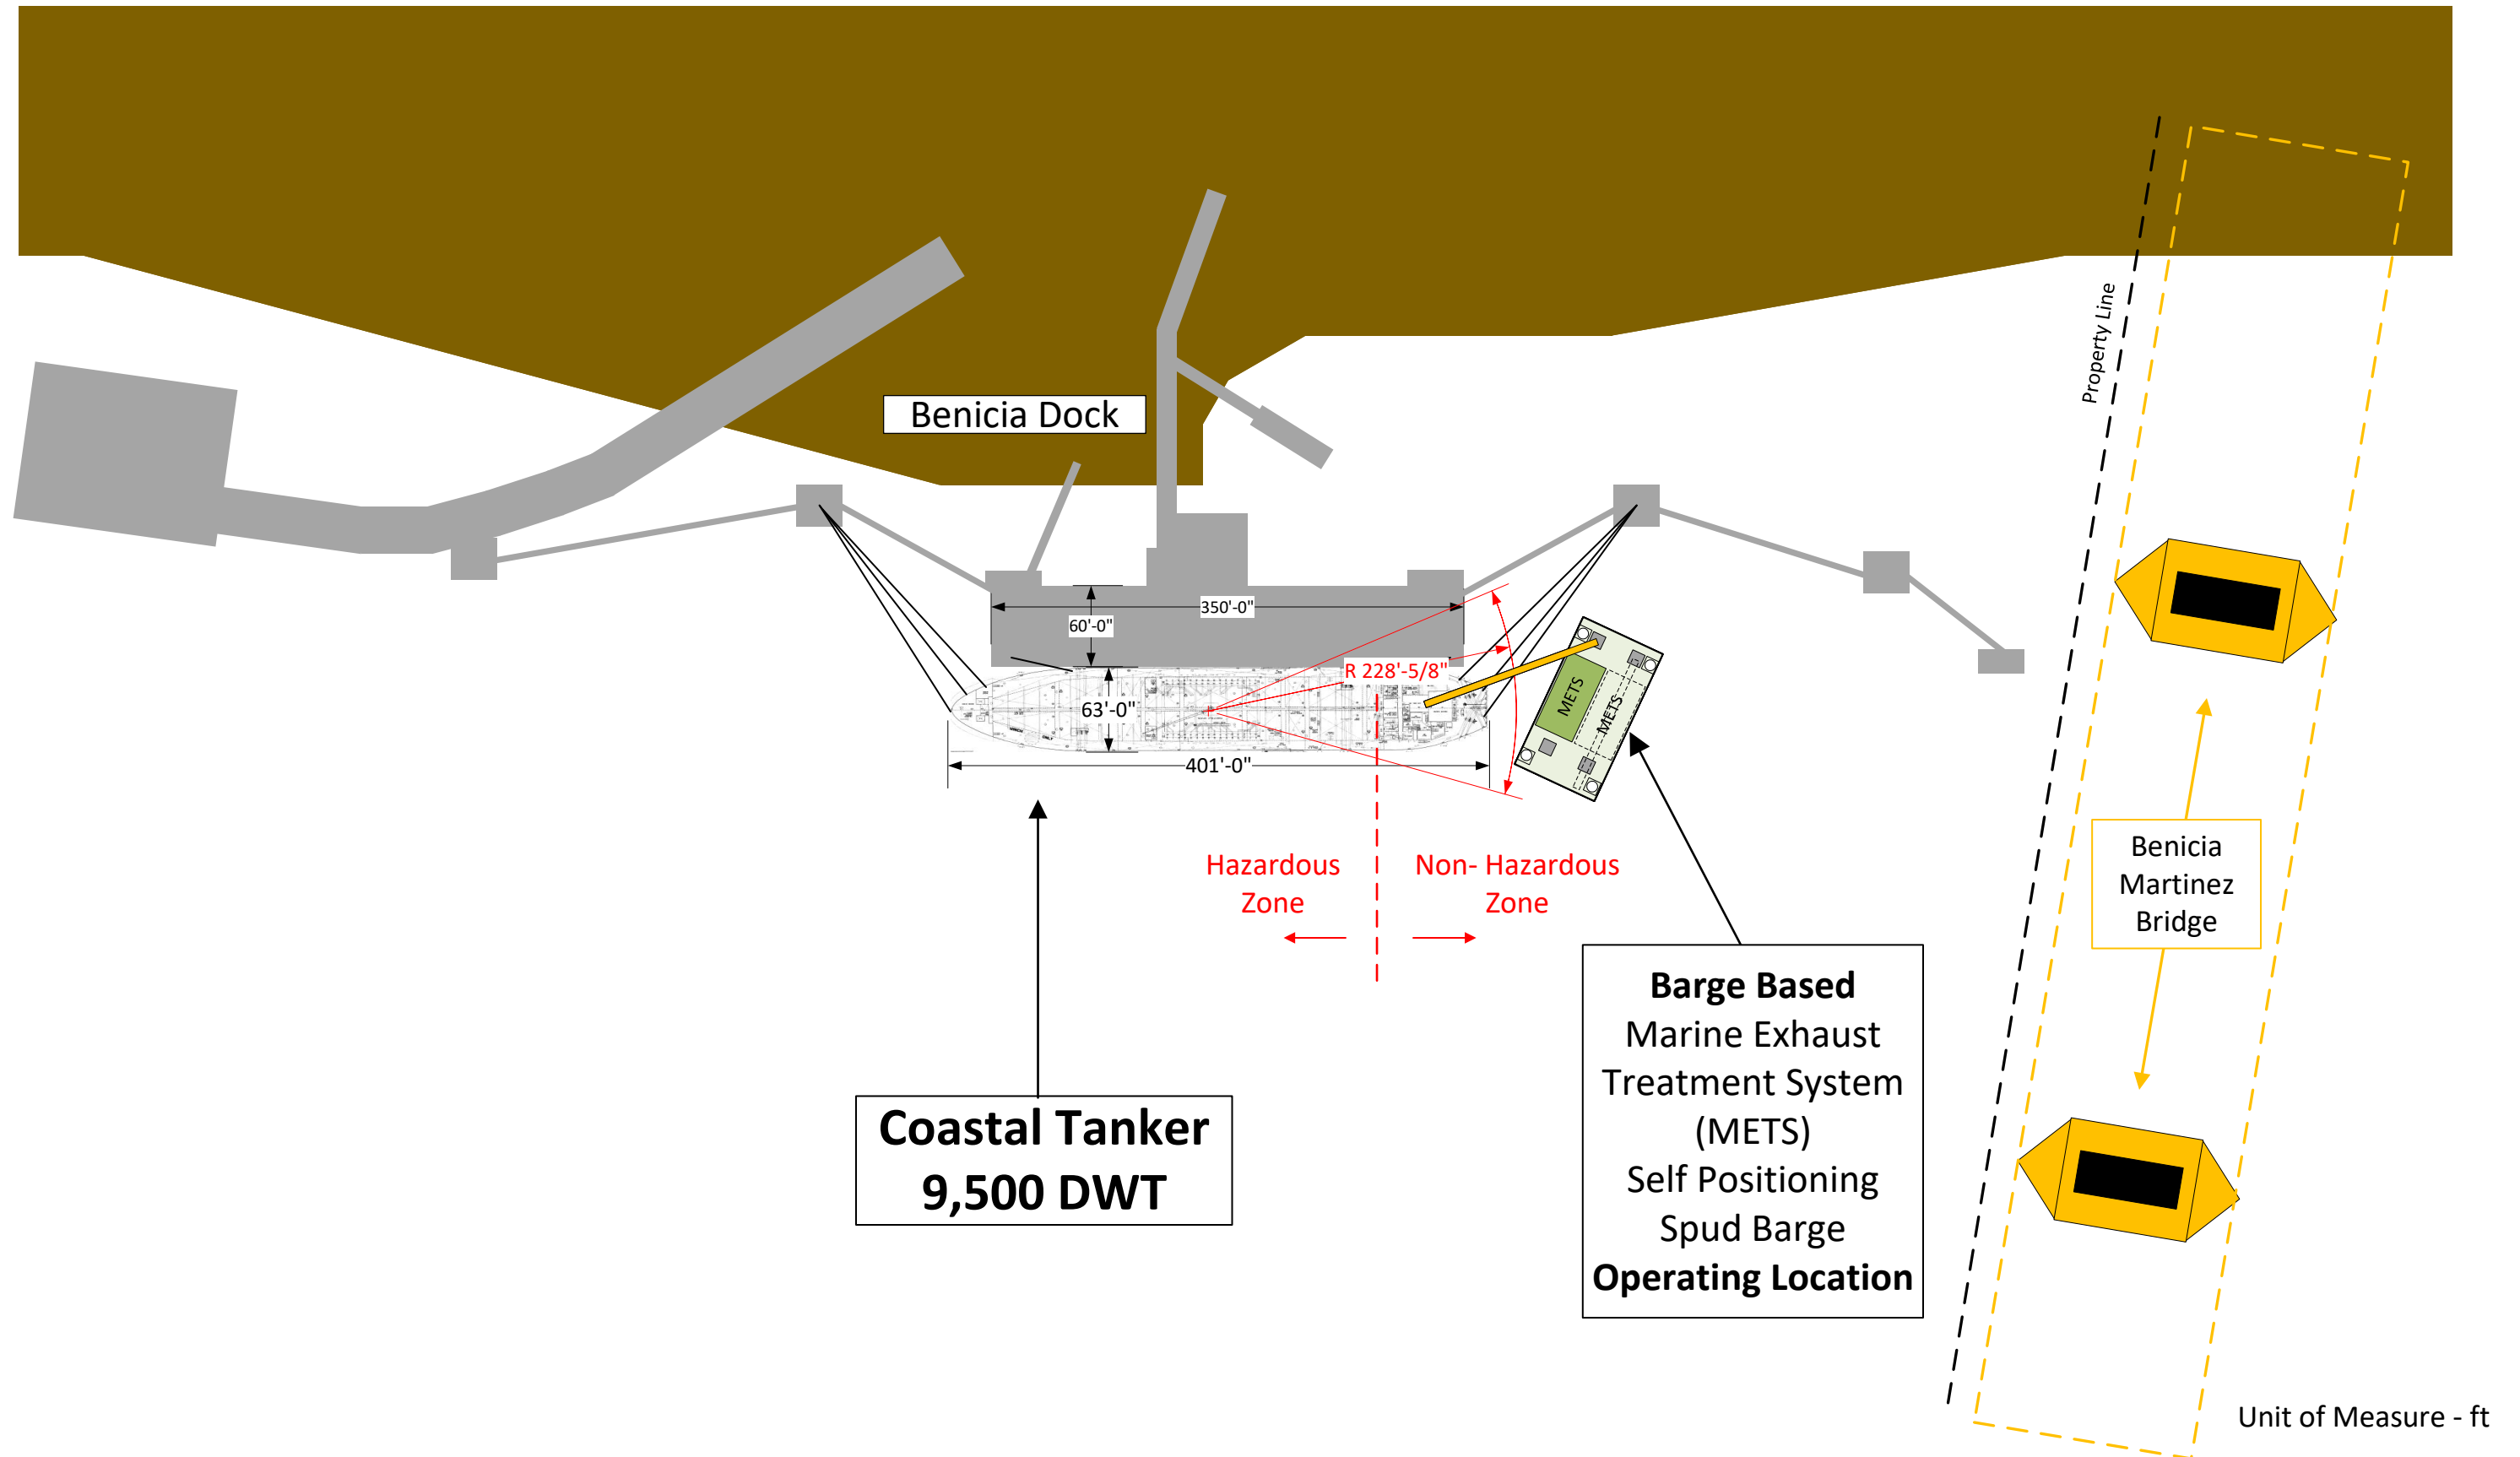 Property Line
Benicia Dock
350'-0"
60'-0"
R 228'-5/8"
63'-0"
METS
METS
401'-0"
Hazardous
Zone
Non- Hazardous
Zone
Benicia
Martinez
Bridge
Barge Based
Marine Exhaust
Treatment System
(METS)
Self Positioning
Spud Barge
Operating Location
Coastal Tanker
9,500 DWT
Unit of Measure - ft